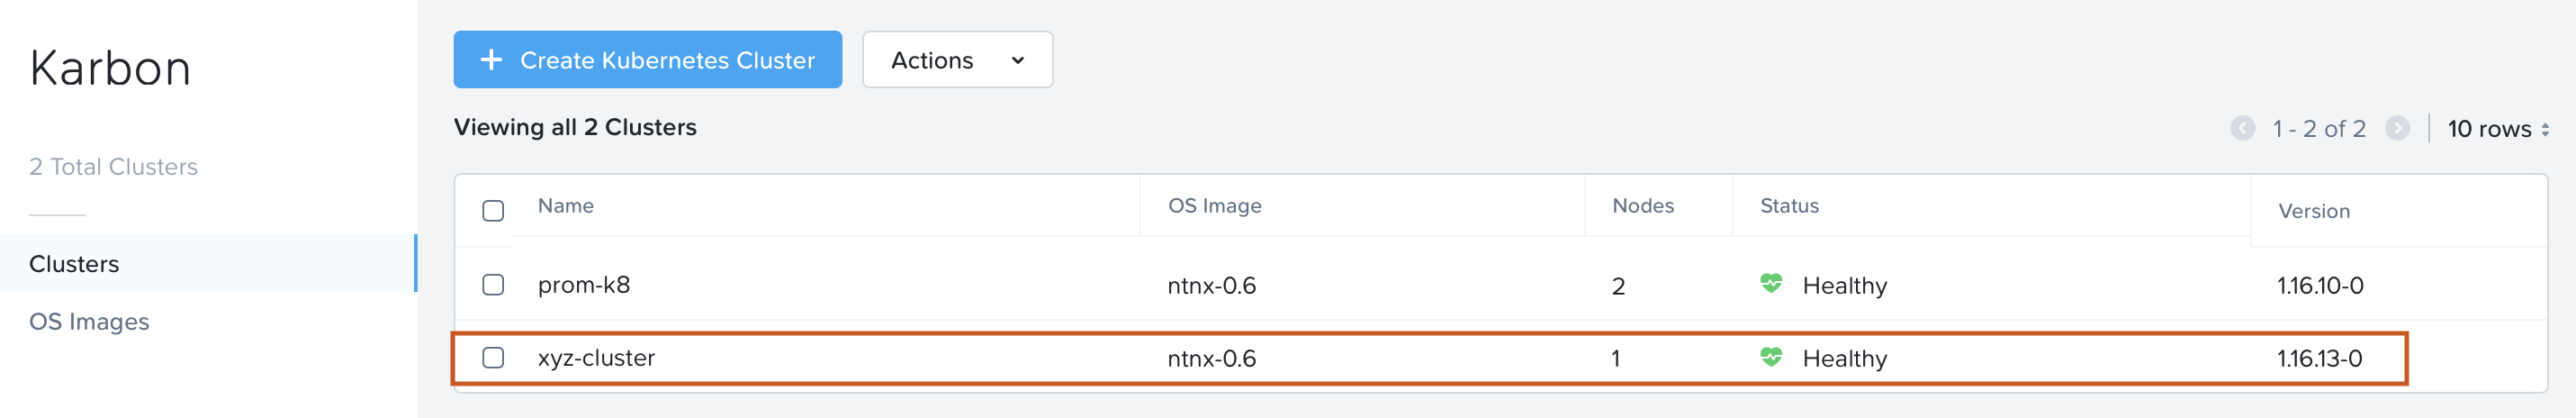 Karbon
2 Total Clusters
Clusters
OS Images
+ Create Kubernetes Cluster
Actions
Viewing all 2 Clusters
1 - 2 of 2
10 rows
Name OS Image Nodes Status Version
prom-k8 ntnx-0.6 2 Healthy 1.16.10-0
xyz-cluster ntnx-0.6 1 Healthy 1.16.13-0